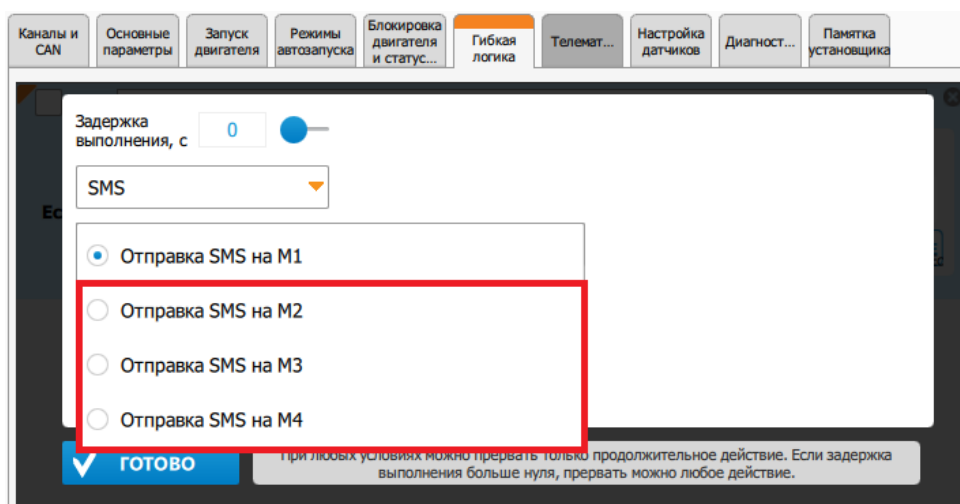 Каналы и
CAN
Основные
параметры
Запуск
двигателя
Режимы
автозапуска
Блокировка
двигателя
и статус...
Гибкая
логика
Телемат...
Настройка
датчиков
Диагност...
Памятка
установщика
Задержка
выполнения, с
0
SMS
Ес
Отправка SMS на M1
Отправка SMS на M2
Отправка SMS на M3
Отправка SMS на M4
ГОТОВО
При любых условиях можно прервать только продолжительное действие. Если задержка
выполнения больше нуля, прервать можно любое действие.